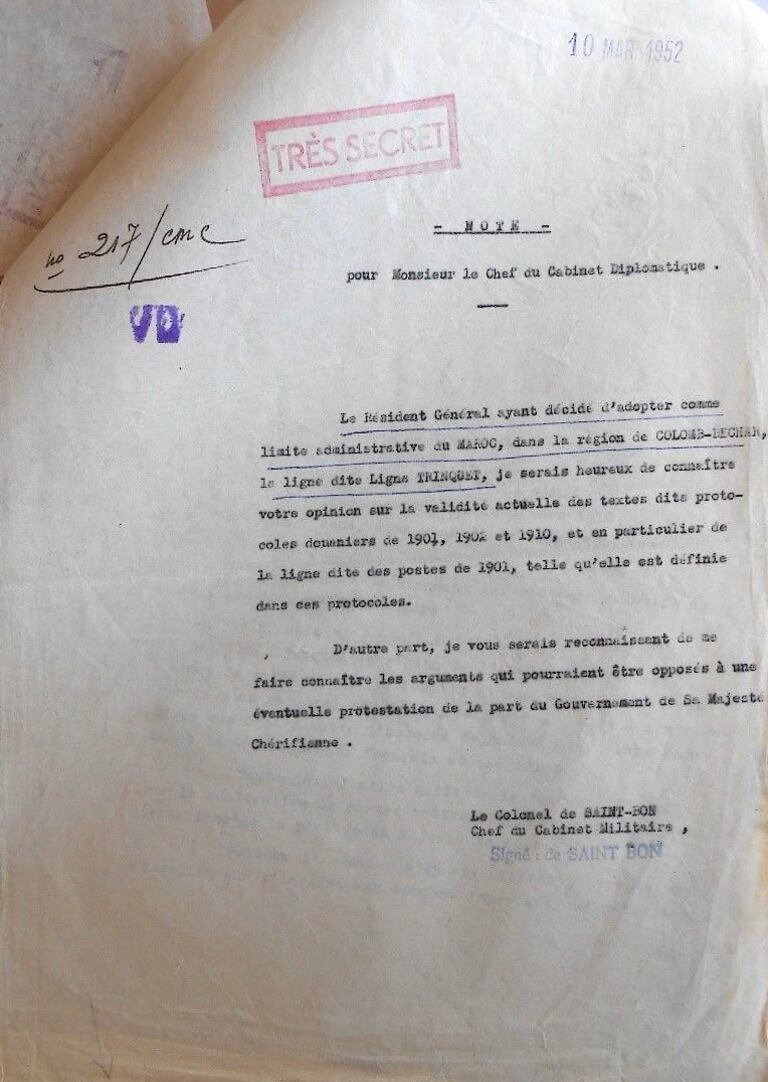 10 MAR 1952
TRÈS SECRET
no 217/CMC
- NOTE -
pour Monsieur le Chef du Cabinet Diplomatique .
VD
Le Résident Général ayant décidé d'adopter comme
limite administrative du MAROC, dans la région de COLOMB-BECHAR,
la ligne dite Ligne TRINQUET, je serais heureux de connaître
votre opinion sur la validité actuelle des textes dits proto-
coles douaniers de 1901, 1902 et 1910, et en particulier de
la ligne dite des postes de 1901, telle qu'elle est définie
dans ces protocoles.
D'autre part, je vous serais reconnaissant de me
faire connaître les arguments qui pourraient être opposés à une
éventuelle protestation de la part du Gouvernement de Sa Majesté
Chérifienne .
Le Colonel de SAINT-BON
Chef du Cabinet Militaire ,
Signé : de SAINT BON